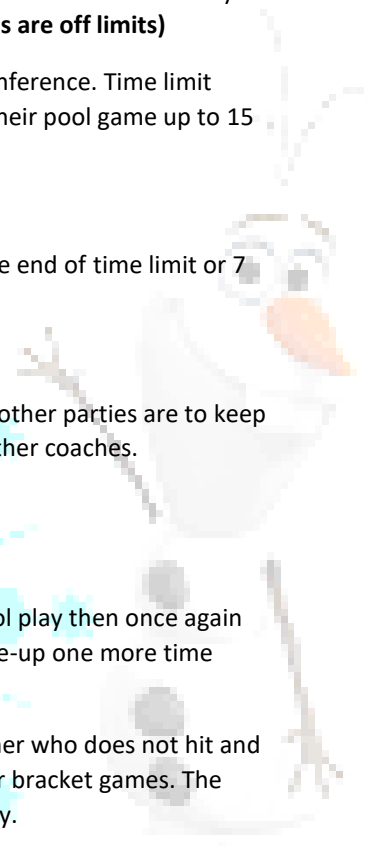 s are off limits)
nference. Time limit
heir pool game up to 15
e end of time limit or 7
other parties are to keep
ther coaches.
ol play then once again
e-up one more time
her who does not hit and
r bracket games. The
y.